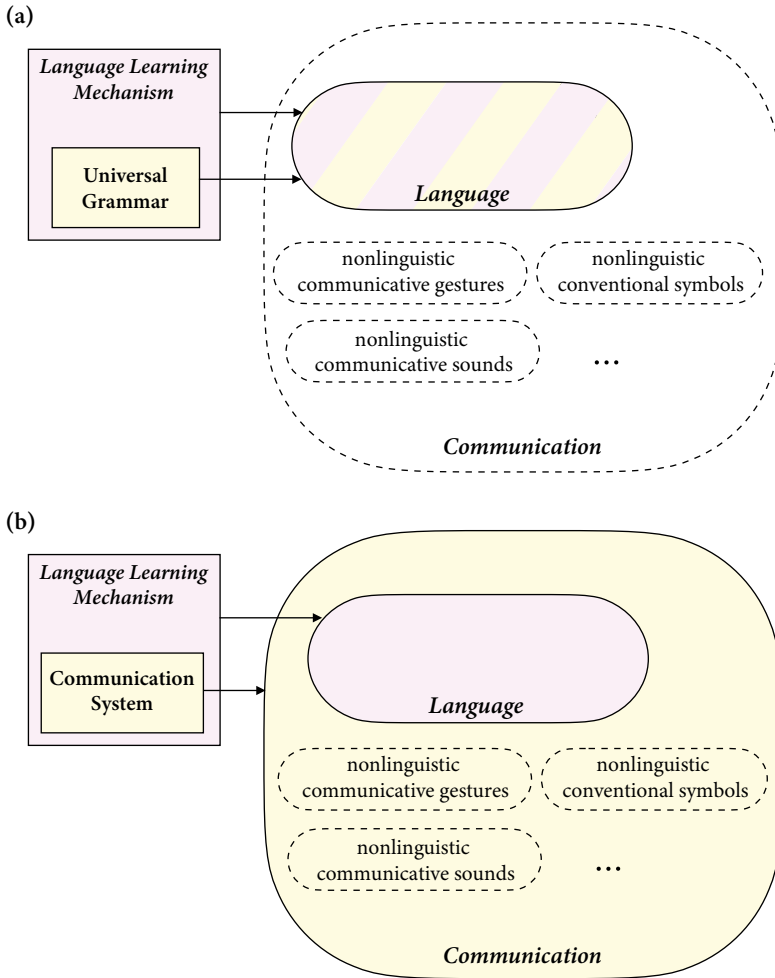 (a)
Language Learning
Mechanism
Universal
Grammar
Language
nonlinguistic
communicative gestures
nonlinguistic
conventional symbols
nonlinguistic
communicative sounds
...
Communication
(b)
Language Learning
Mechanism
Communication
System
Language
nonlinguistic
communicative gestures
nonlinguistic
conventional symbols
nonlinguistic
communicative sounds
...
Communication